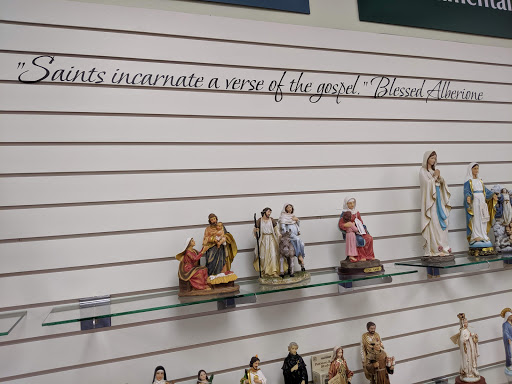 "Saints incarnate a verse of the gospel." Blessed Alberione